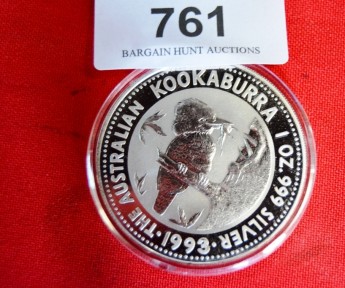 761
BARGAIN HUNT AUCTIONS
THE AUSTRALIAN KOOKABURRA 1 OZ 999 SILVER · 1993 ·